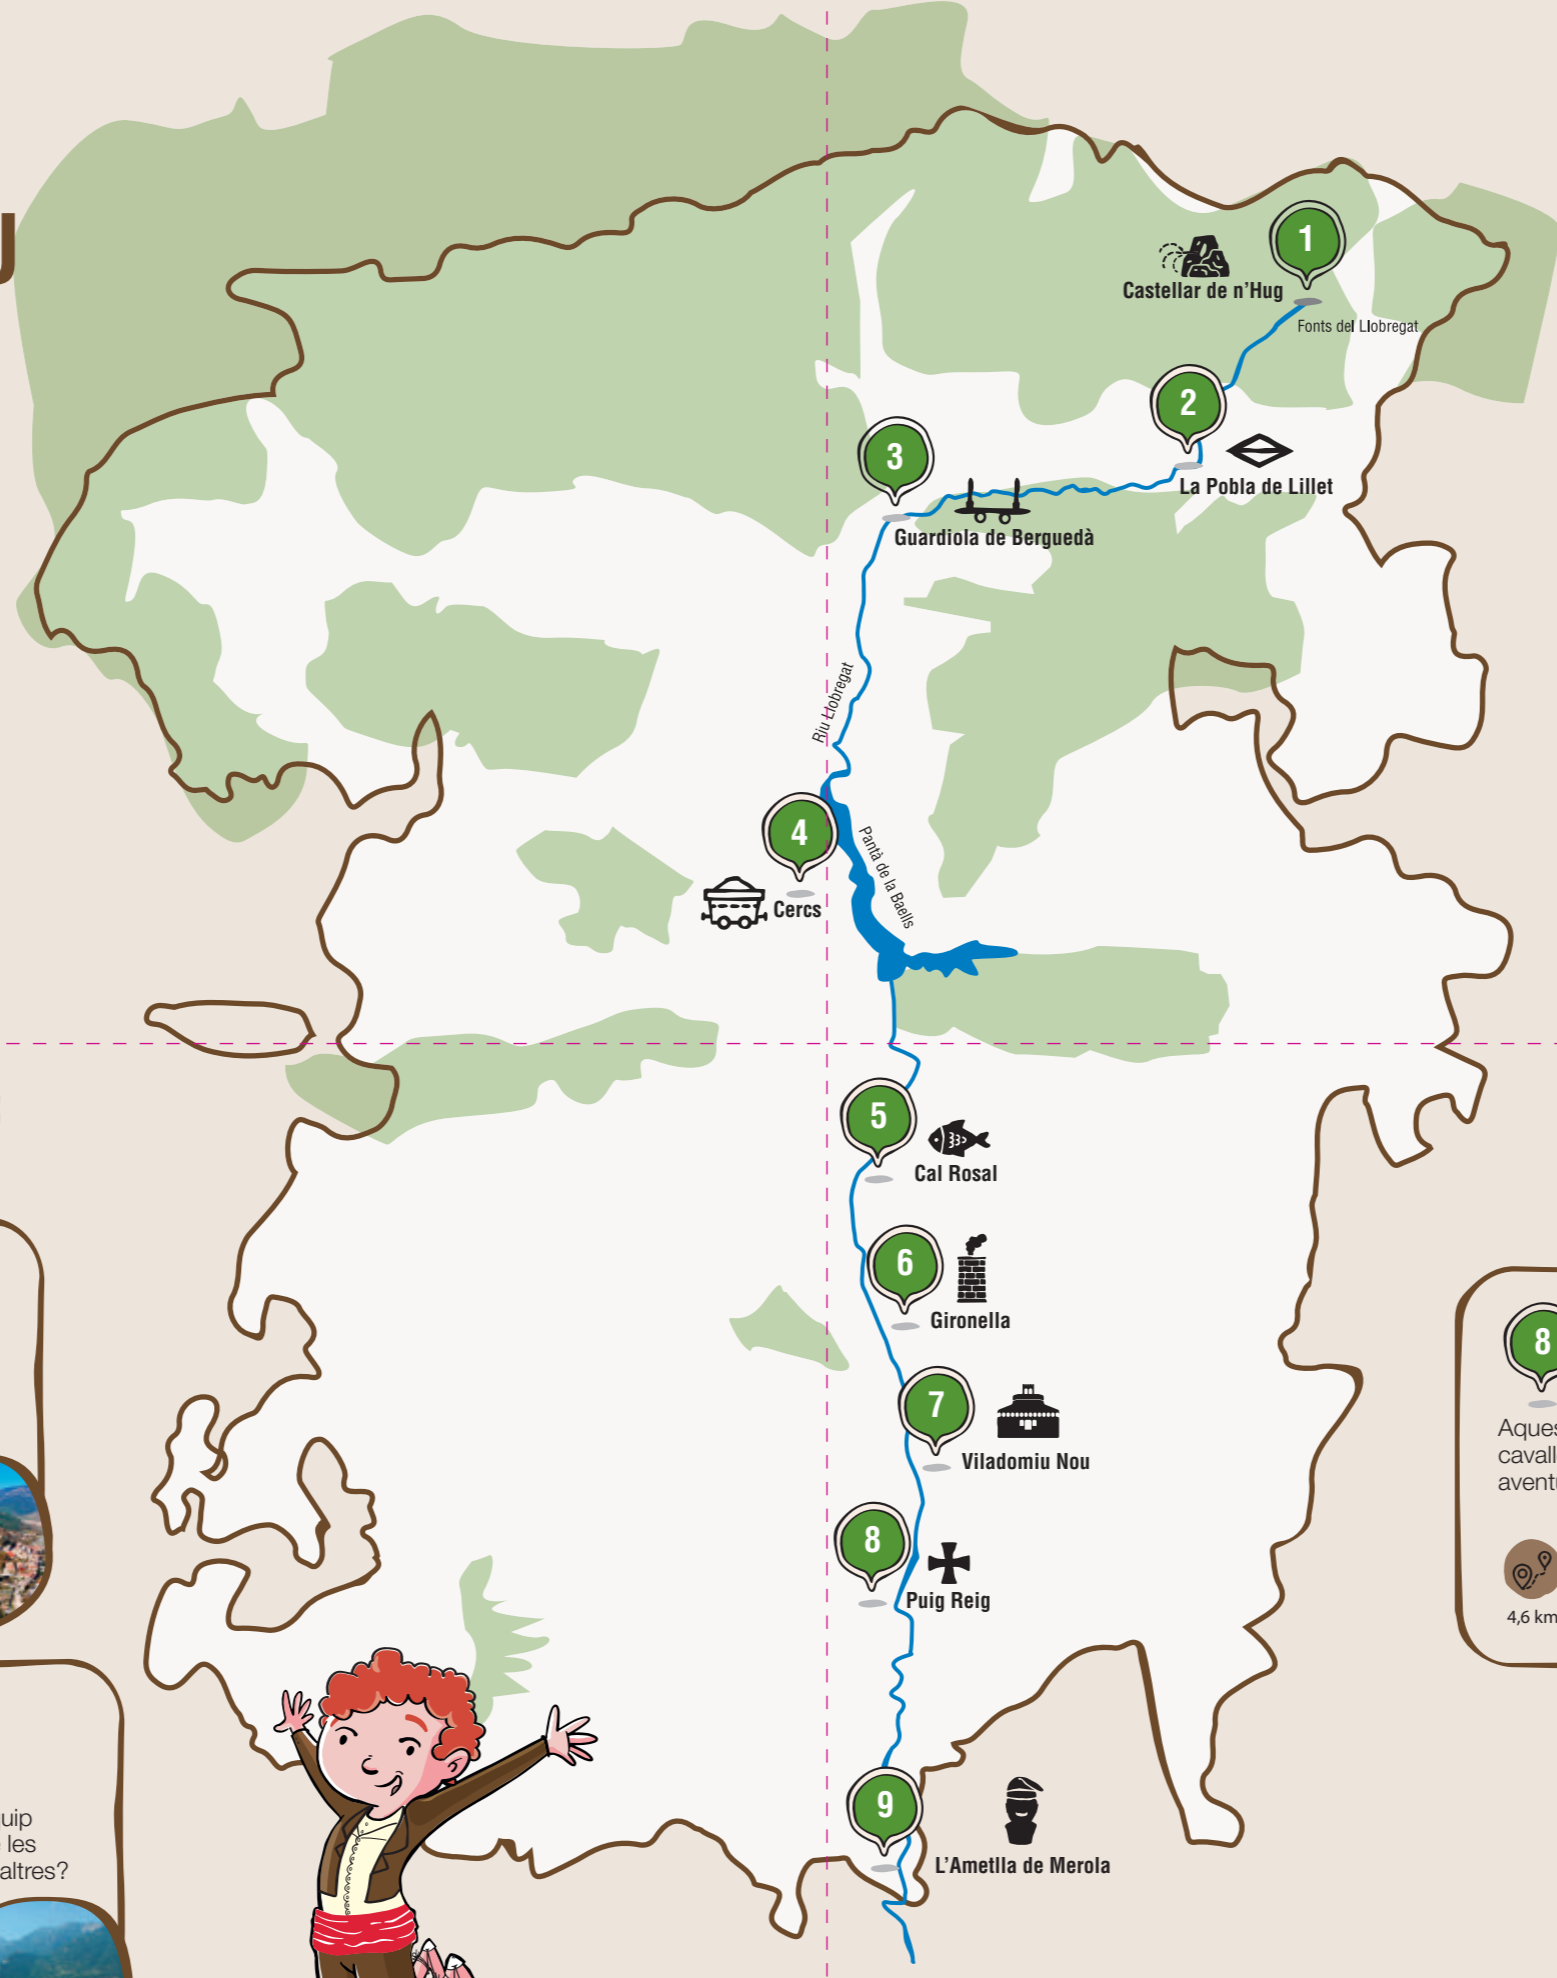 1
Castellar de n'Hug
Fonts del Llobregat
2
La Pobla de Lillet
3
Guardiola de Berguedà
Riu Llobregat
4
Cercs
Pantà de la Baells
5
Cal Rosal
6
Gironella
7
Viladomiu Nou
8
Puig Reig
9
L'Ametlla de Merola
8
4,6 km
les
altres?